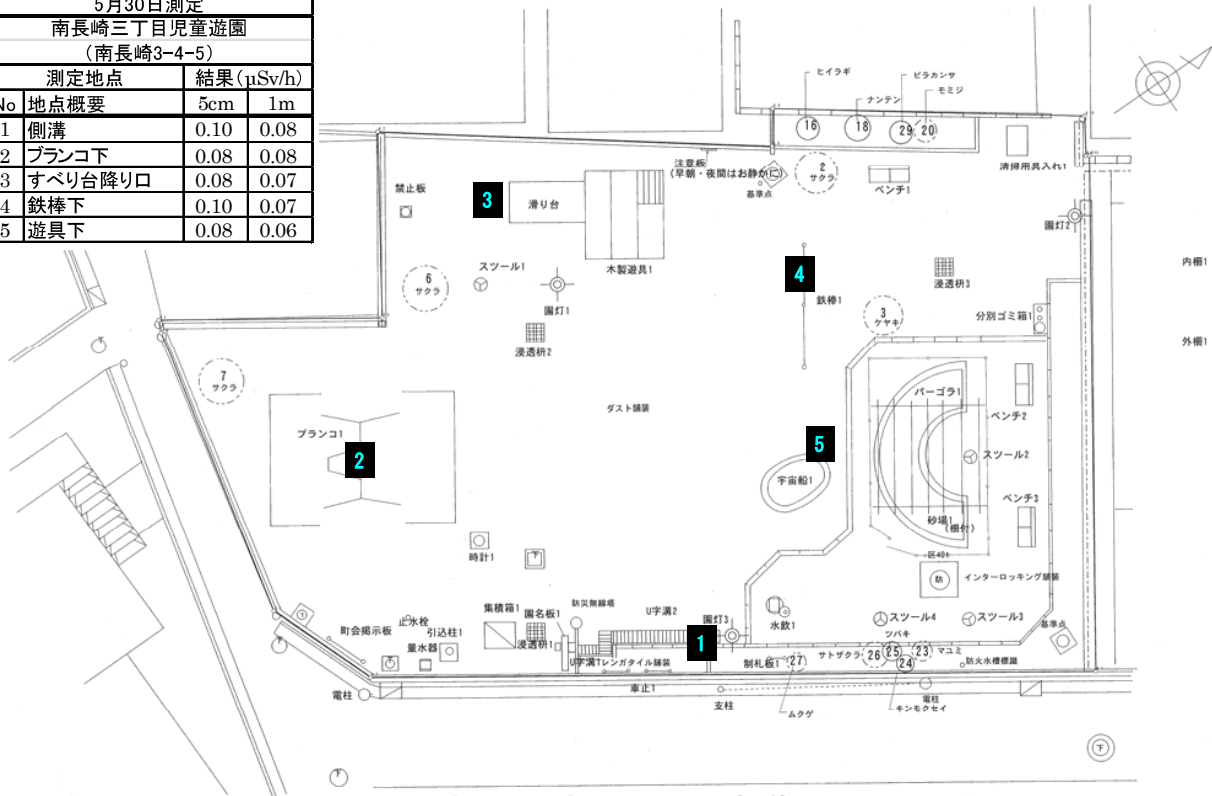 5月30日測定
南長崎三丁目児童遊園
(南長崎3-4-5)
測定地点 結果(μSv/h)
No 地点概要 5cm 1m
1 側溝 0.10 0.08
2 ブランコ下 0.08 0.08
3 すべり台降り口 0.08 0.07
4 鉄棒下 0.10 0.07
5 遊具下 0.08 0.06
ヒイラギ
ピラカンサ
モミジ
ナンテン
16
18
29
20
注意板
(早朝・夜間はお静かに)
基準点
2
サクラ
ベンチ1
清掃用具入れ1
禁止板
3
滑り台
木製遊具1
園灯2
内柵1
6
サクラ
スツール1
園灯1
4
鉄棒1
浸透桝3
3
ケヤキ
分別ゴミ箱1
外柵1
浸透桝2
7
サクラ
ダスト舗装
パーゴラ1
ベンチ2
ブランコ1
2
5
宇宙船1
スツール2
ベンチ3
砂場1
(柵付)
時計1
下
区401
防
インターロッキング舗装
集積箱1
園名板1
防災無線塔
U字溝2
園灯3
1
水飲1
スツール4
スツール3
基準点
町会掲示板
止水栓
量水器
引込柱1
浸透桝1
U字溝1
レンガタイル舗装
制札板1
27
サトザクラ
ツバキ
26
25
24
23
マユミ
防火水槽標識
電柱
車止1
支柱
ムクゲ
キンモクセイ
電柱
下
下